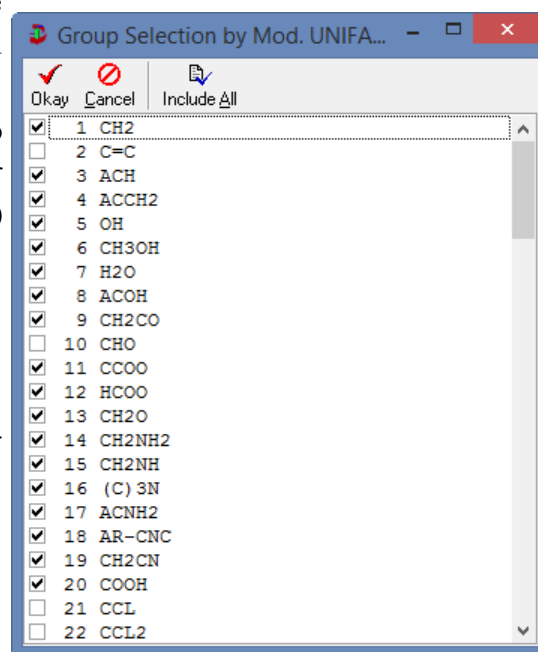 Group Selection by Mod. UNIFA...
Okay Cancel Include All
1 CH2
2 C=C
3 ACH
4 ACCH2
5 OH
6 CH3OH
7 H2O
8 ACOH
9 CH2CO
10 CHO
11 CCOO
12 HCOO
13 CH2O
14 CH2NH2
15 CH2NH
16 (C)3N
17 ACNH2
18 AR-CNC
19 CH2CN
20 COOH
21 CCL
22 CCL2